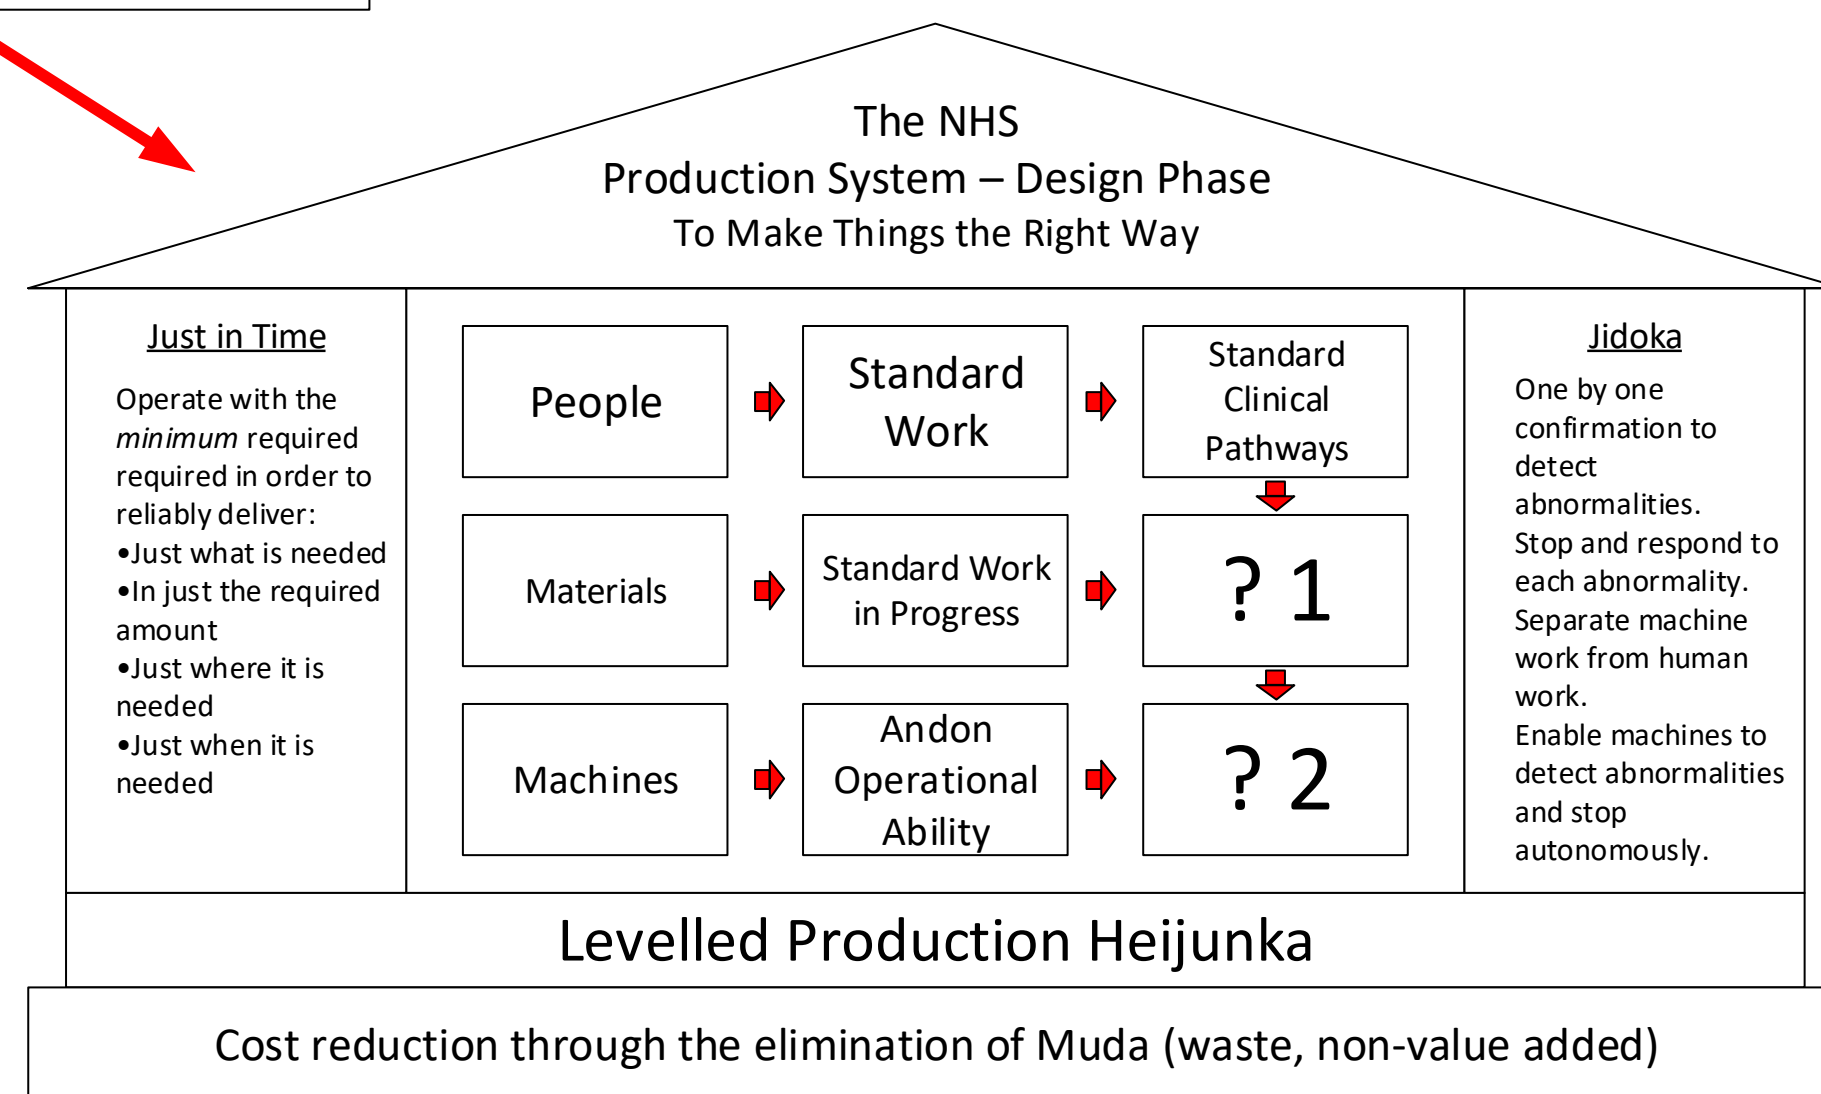 The NHS
Production System – Design Phase
To Make Things the Right Way
Just in Time
Operate with the
minimum required
required in order to
reliably deliver:
•Just what is needed
•In just the required
amount
•Just where it is
needed
•Just when it is
needed
People
Standard
Work
Standard
Clinical
Pathways
Materials
Standard Work
in Progress
? 1
Machines
Andon
Operational
Ability
? 2
Jidoka
One by one
confirmation to
detect
abnormalities.
Stop and respond to
each abnormality.
Separate machine
work from human
work.
Enable machines to
detect abnormalities
and stop
autonomously.
Levelled Production Heijunka
Cost reduction through the elimination of Muda (waste, non-value added)